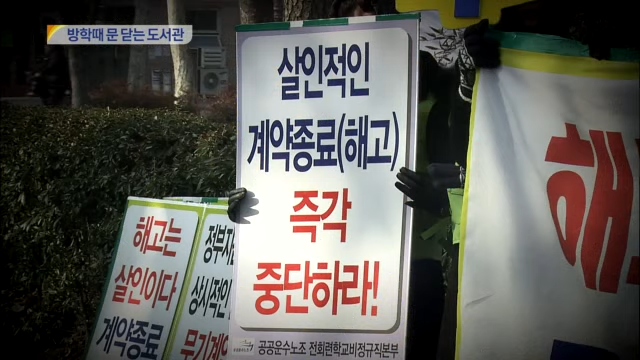 방학때 문 닫는 도서관
살인적인
계약종료(해고)
즉각
중단하라!
공공운수노조 전회련학교비정규직본부
해고는
살인이다
계약종료
정부
상시적인
무기계
해